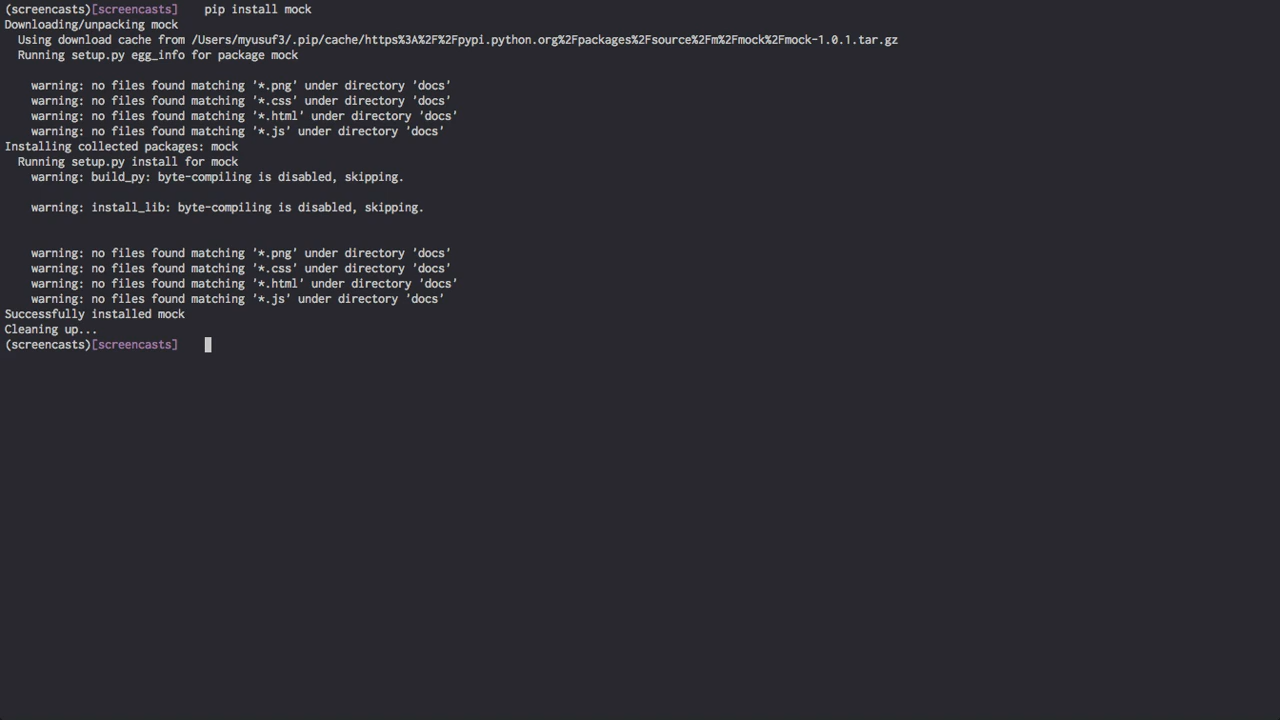 (screencasts)[screencasts]    pip install mock
Downloading/unpacking mock
  Using download cache from /Users/myusuf3/.pip/cache/https%3A%2F%2Fpypi.python.org%2Fpackages%2Fsource%2Fm%2Fmock%2Fmock-1.0.1.tar.gz
  Running setup.py egg_info for package mock

    warning: no files found matching '*.png' under directory 'docs'
    warning: no files found matching '*.css' under directory 'docs'
    warning: no files found matching '*.html' under directory 'docs'
    warning: no files found matching '*.js' under directory 'docs'
Installing collected packages: mock
  Running setup.py install for mock
    warning: build_py: byte-compiling is disabled, skipping.

    warning: install_lib: byte-compiling is disabled, skipping.


    warning: no files found matching '*.png' under directory 'docs'
    warning: no files found matching '*.css' under directory 'docs'
    warning: no files found matching '*.html' under directory 'docs'
    warning: no files found matching '*.js' under directory 'docs'
Successfully installed mock
Cleaning up...
(screencasts)[screencasts]